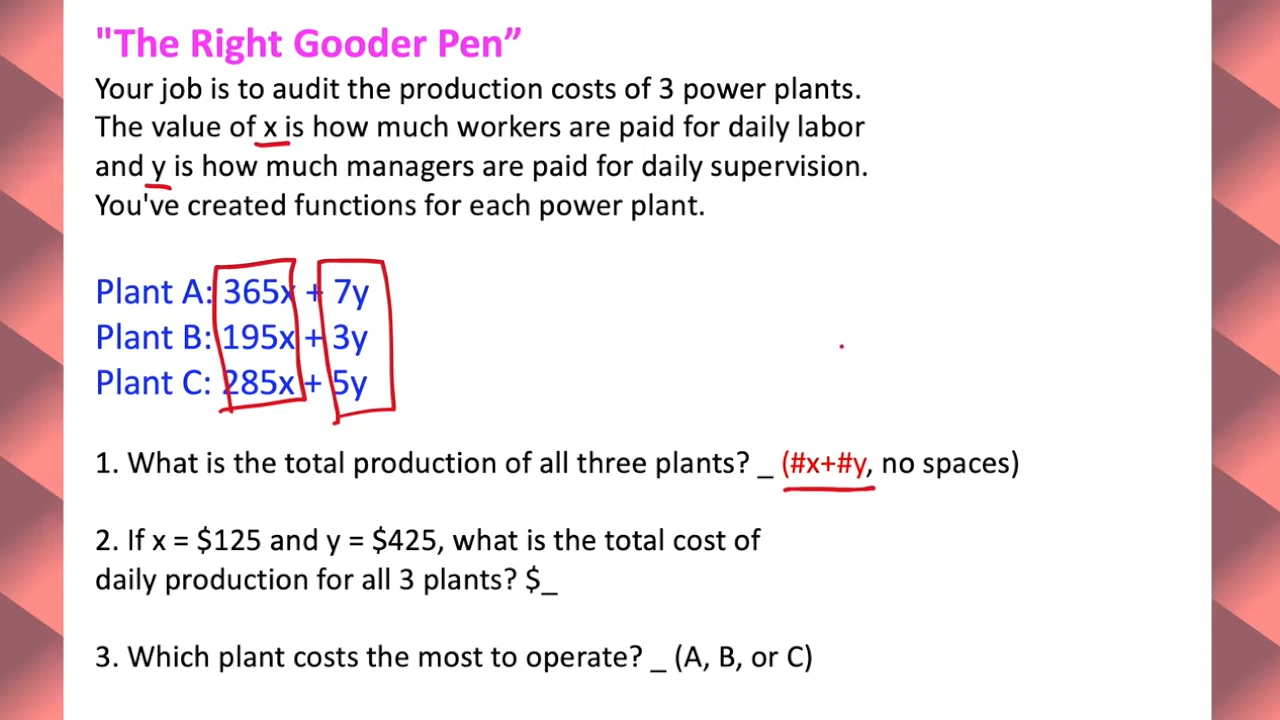 "The Right Gooder Pen”
Your job is to audit the production costs of 3 power plants.
The value of x is how much workers are paid for daily labor
and y is how much managers are paid for daily supervision.
You've created functions for each power plant.
Plant A: 365x + 7y
Plant B: 195x + 3y
Plant C: 285x + 5y
1. What is the total production of all three plants? _ (#x+#y, no spaces)
2. If x = $125 and y = $425, what is the total cost of
daily production for all 3 plants? $_
3. Which plant costs the most to operate? _ (A, B, or C)